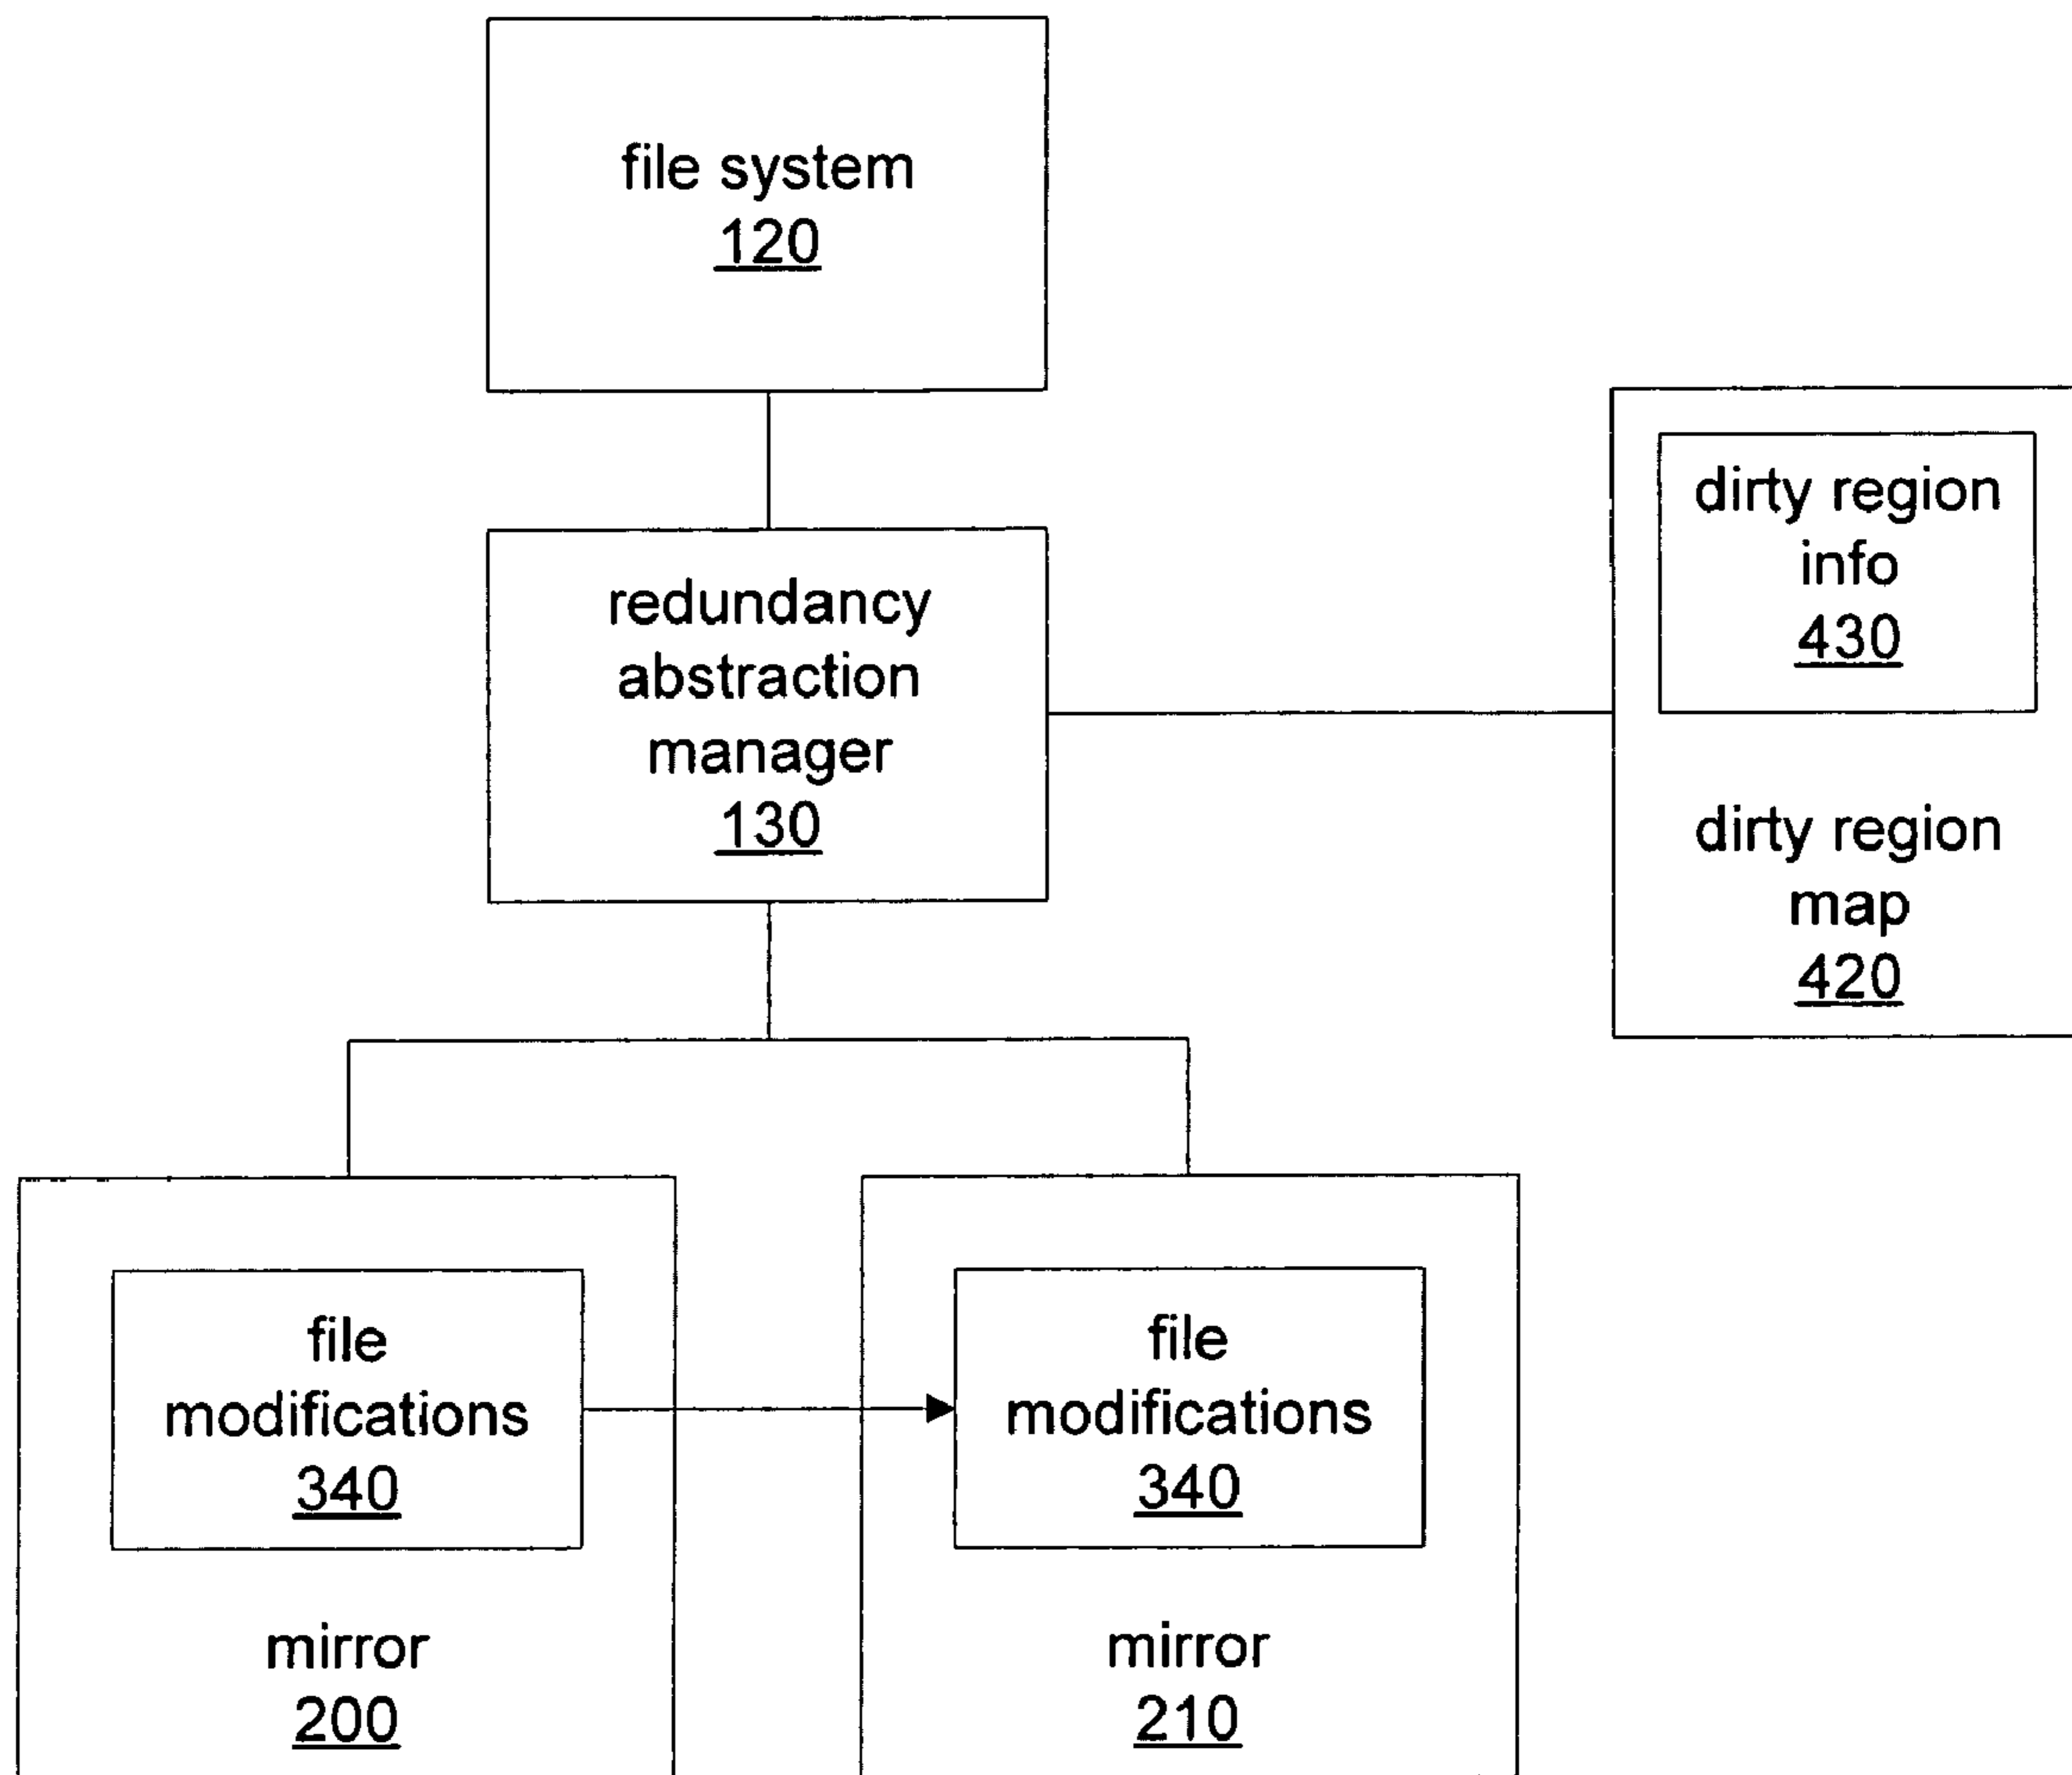 file system
120
redundancy
abstraction
manager
130
dirty region
info
430
dirty region
map
420
file
modifications
340
mirror
200
file
modifications
340
mirror
210